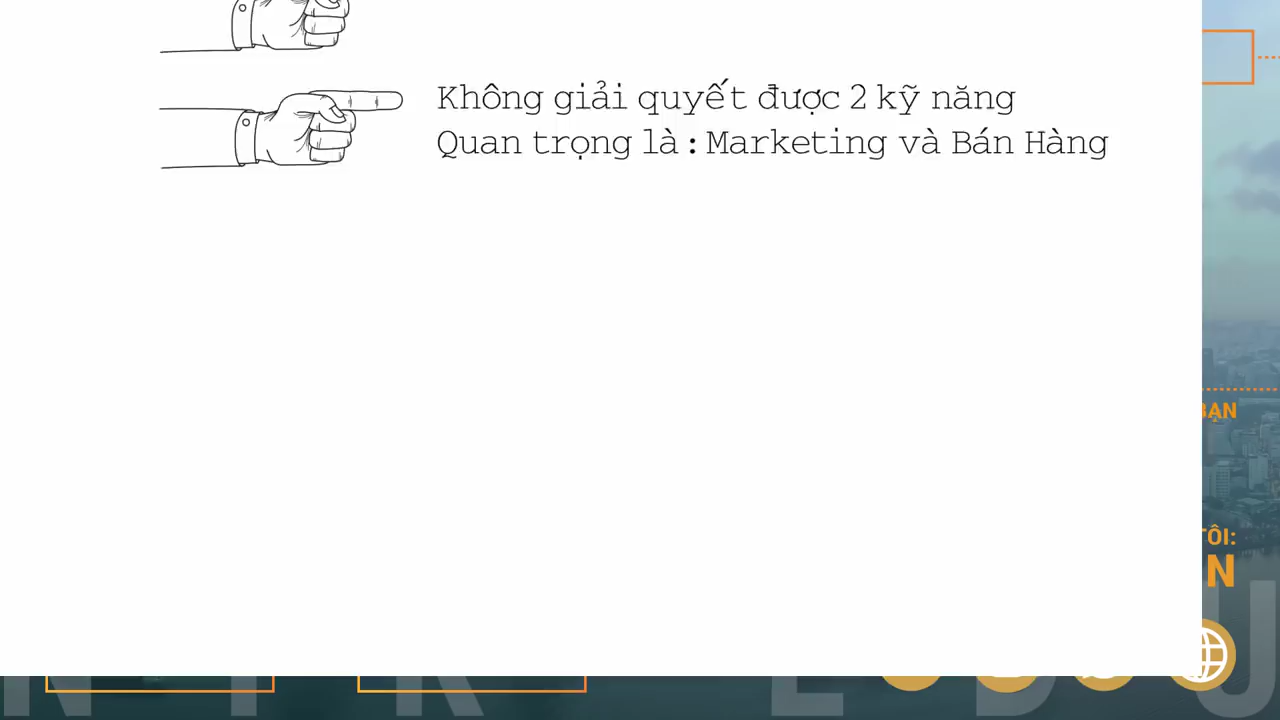 Không giải quyết được 2 kỹ năng
Quan trọng là : Marketing và Bán Hàng
BẠN
TÔI:
N